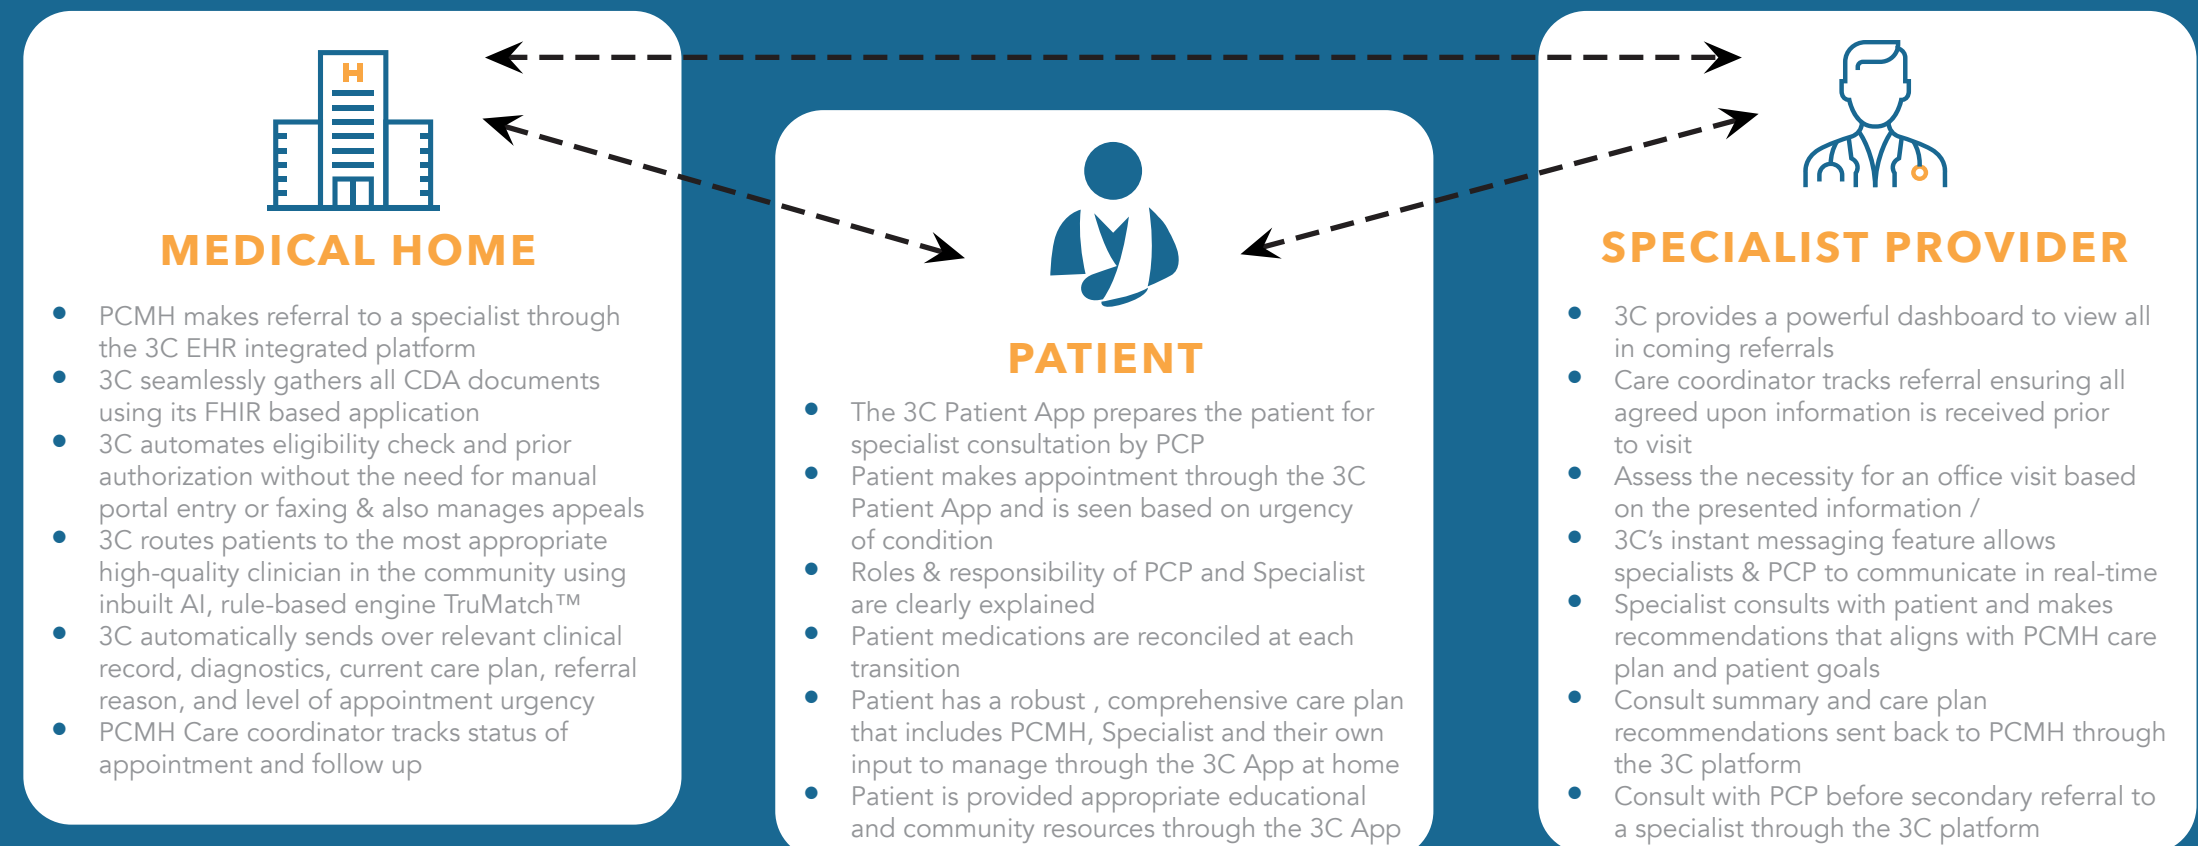 H
MEDICAL HOME
• PCMH makes referral to a specialist through
the 3C EHR integrated platform
• 3C seamlessly gathers all CDA documents
using its FHIR based application
• 3C automates eligibility check and prior
authorization without the need for manual
portal entry or faxing & also manages appeals
• 3C routes patients to the most appropriate
high-quality clinician in the community using
inbuilt AI, rule-based engine TruMatch™
• 3C automatically sends over relevant clinical
record, diagnostics, current care plan, referral
reason, and level of appointment urgency
• PCMH Care coordinator tracks status of
appointment and follow up
PATIENT
• The 3C Patient App prepares the patient for
specialist consultation by PCP
• Patient makes appointment through the 3C
Patient App and is seen based on urgency
of condition
• Roles & responsibility of PCP and Specialist
are clearly explained
• Patient medications are reconciled at each
transition
• Patient has a robust , comprehensive care plan
that includes PCMH, Specialist and their own
input to manage through the 3C App at home
• Patient is provided appropriate educational
and community resources through the 3C App
SPECIALIST PROVIDER
• 3C provides a powerful dashboard to view all
in coming referrals
• Care coordinator tracks referral ensuring all
agreed upon information is received prior
to visit
• Assess the necessity for an office visit based
on the presented information /
• 3C’s instant messaging feature allows
specialists & PCP to communicate in real-time
• Specialist consults with patient and makes
recommendations that aligns with PCMH care
plan and patient goals
• Consult summary and care plan
recommendations sent back to PCMH through
the 3C platform
• Consult with PCP before secondary referral to
a specialist through the 3C platform